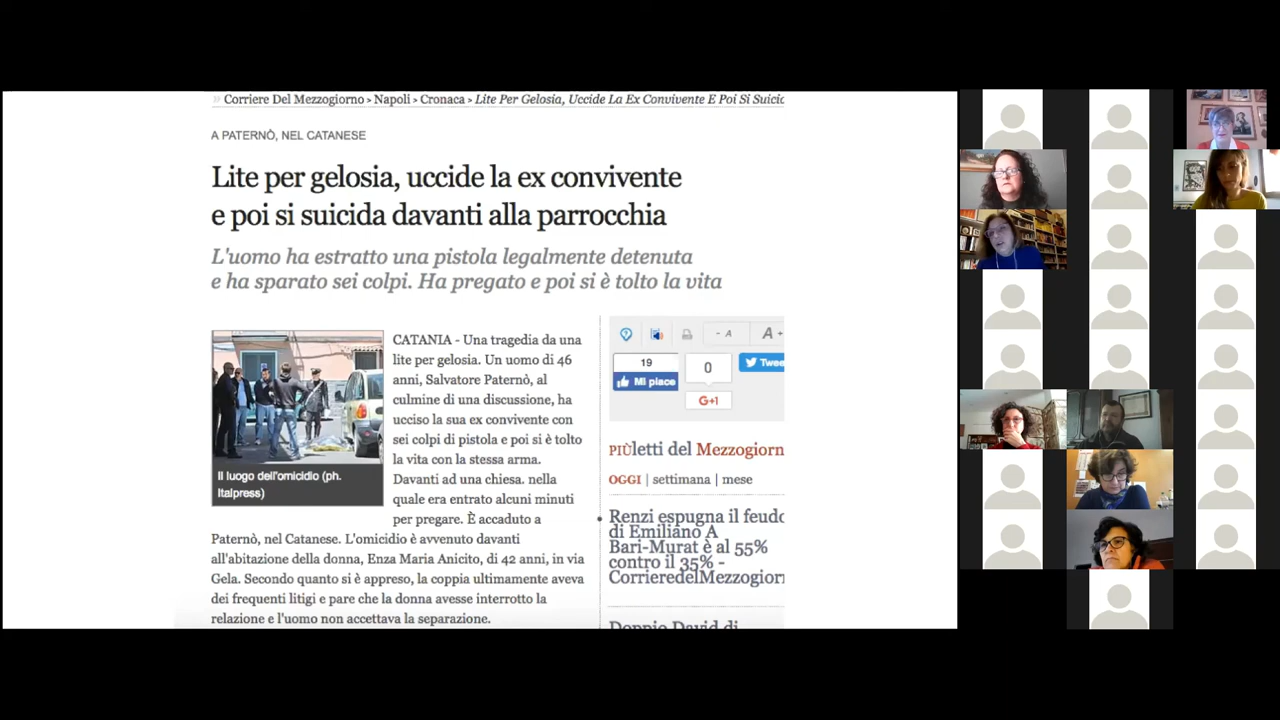 » Corriere Del Mezzogiorno > Napoli > Cronaca > Lite Per Gelosia, Uccide La Ex Convivente E Poi Si Suicid
A PATERNÒ, NEL CATANESE
Lite per gelosia, uccide la ex convivente
e poi si suicida davanti alla parrocchia
L'uomo ha estratto una pistola legalmente detenuta
e ha sparato sei colpi. Ha pregato e poi si è tolto la vita
Il luogo dell'omicidio (ph.
Italpress)
CATANIA - Una tragedia da una
lite per gelosia. Un uomo di 46
anni, Salvatore Paternò, al
culmine di una discussione, ha
ucciso la sua ex convivente con
sei colpi di pistola e poi si è tolto
la vita con la stessa arma.
Davanti ad una chiesa. nella
quale era entrato alcuni minuti
per pregare. È accaduto a
Paternò, nel Catanese. L'omicidio è avvenuto davanti
all'abitazione della donna, Enza Maria Anicito, di 42 anni, in via
Gela. Secondo quanto si è appreso, la coppia ultimamente aveva
dei frequenti litigi e pare che la donna avesse interrotto la
relazione e l'uomo non accettava la separazione.
- A
A +
19
Mi piace
0
G+1
Twee
PIÙletti del Mezzogiorn
OGGI | settimana | mese
Renzi espugna il feudo
di Emiliano A
Bari-Murat è al 55%
contro il 35% -
CorrieredelMezzogiorn
Doppio David di